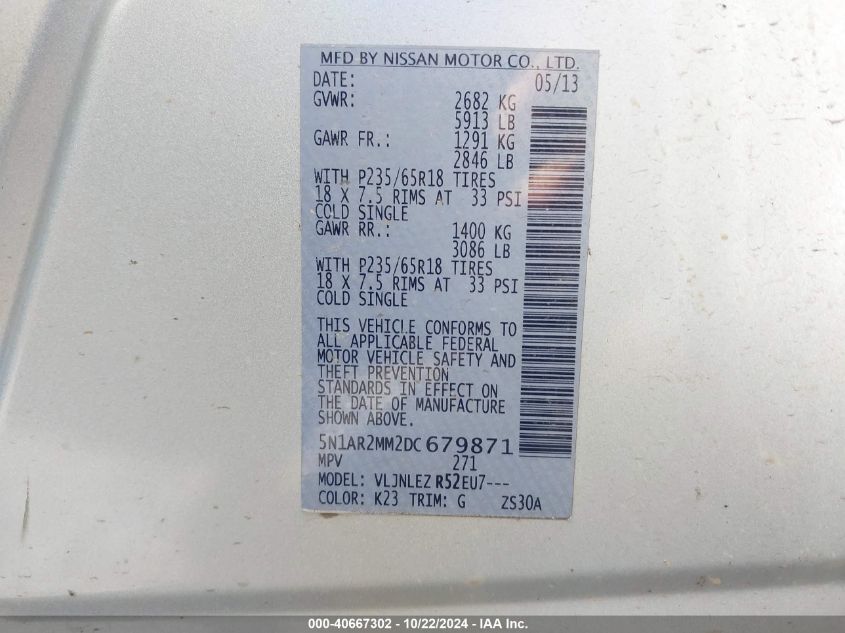 MFD BY NISSAN MOTOR CO., LTD.
DATE: 05/13
GVWR: 2682 KG
5913 LB
GAWR FR.: 1291 KG
2846 LB
WITH P235/65R18 TIRES
18 X 7.5 RIMS AT 33 PSI
COLD SINGLE
GAWR RR.: 1400 KG
3086 LB
WITH P235/65R18 TIRES
18 X 7.5 RIMS AT 33 PSI
COLD SINGLE
THIS VEHICLE CONFORMS TO
ALL APPLICABLE FEDERAL
MOTOR VEHICLE SAFETY AND
THEFT PREVENTION
STANDARDS IN EFFECT ON
THE DATE OF MANUFACTURE
SHOWN ABOVE.
5N1AR2MM2DC679871
MPV 271
MODEL: VLJNLEZ R52EU7---
COLOR: K23 TRIM: G ZS30A
000-40667302 - 10/22/2024 - IAA Inc.